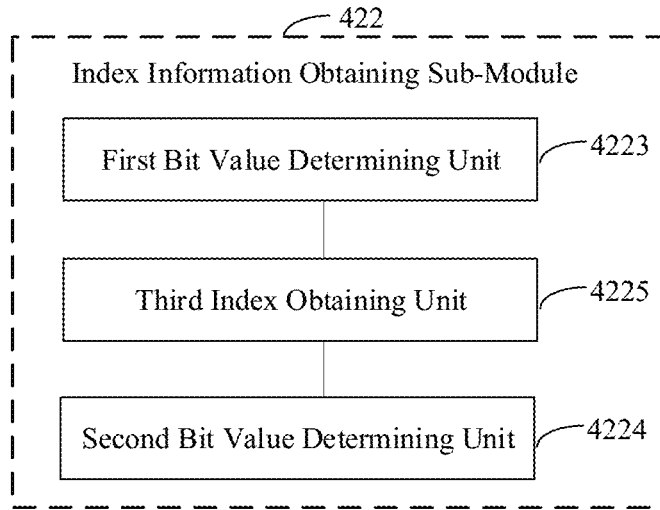 422
Index Information Obtaining Sub-Module
First Bit Value Determining Unit
4223
Third Index Obtaining Unit
4225
Second Bit Value Determining Unit
4224